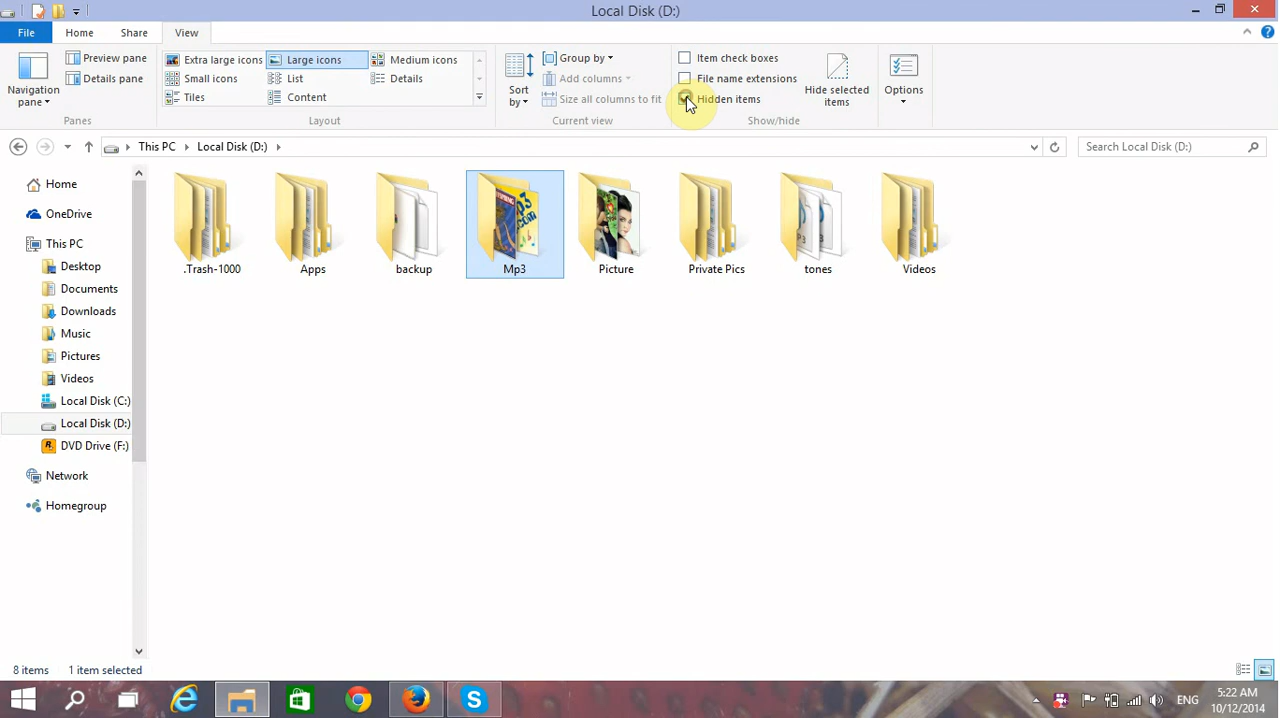 Local Disk (D:)
File
Home
Share
View
Navigation
pane
Preview pane
Details pane
Panes
Extra large icons
Large icons
Medium icons
Small icons
List
Details
Tiles
Content
Layout
Sort
by
Group by
Add columns
Size all columns to fit
Current view
Item check boxes
File name extensions
Hidden items
Hide selected
items
Show/hide
Options
This PC
Local Disk (D:)
Search Local Disk (D:)
Home
OneDrive
This PC
Desktop
Documents
Downloads
Music
Pictures
Videos
Local Disk (C:)
Local Disk (D:)
DVD Drive (F:)
Network
Homegroup
.Trash-1000
Apps
backup
Mp3
Picture
Private Pics
tones
Videos
8 items
1 item selected
ENG
5:22 AM
10/12/2014